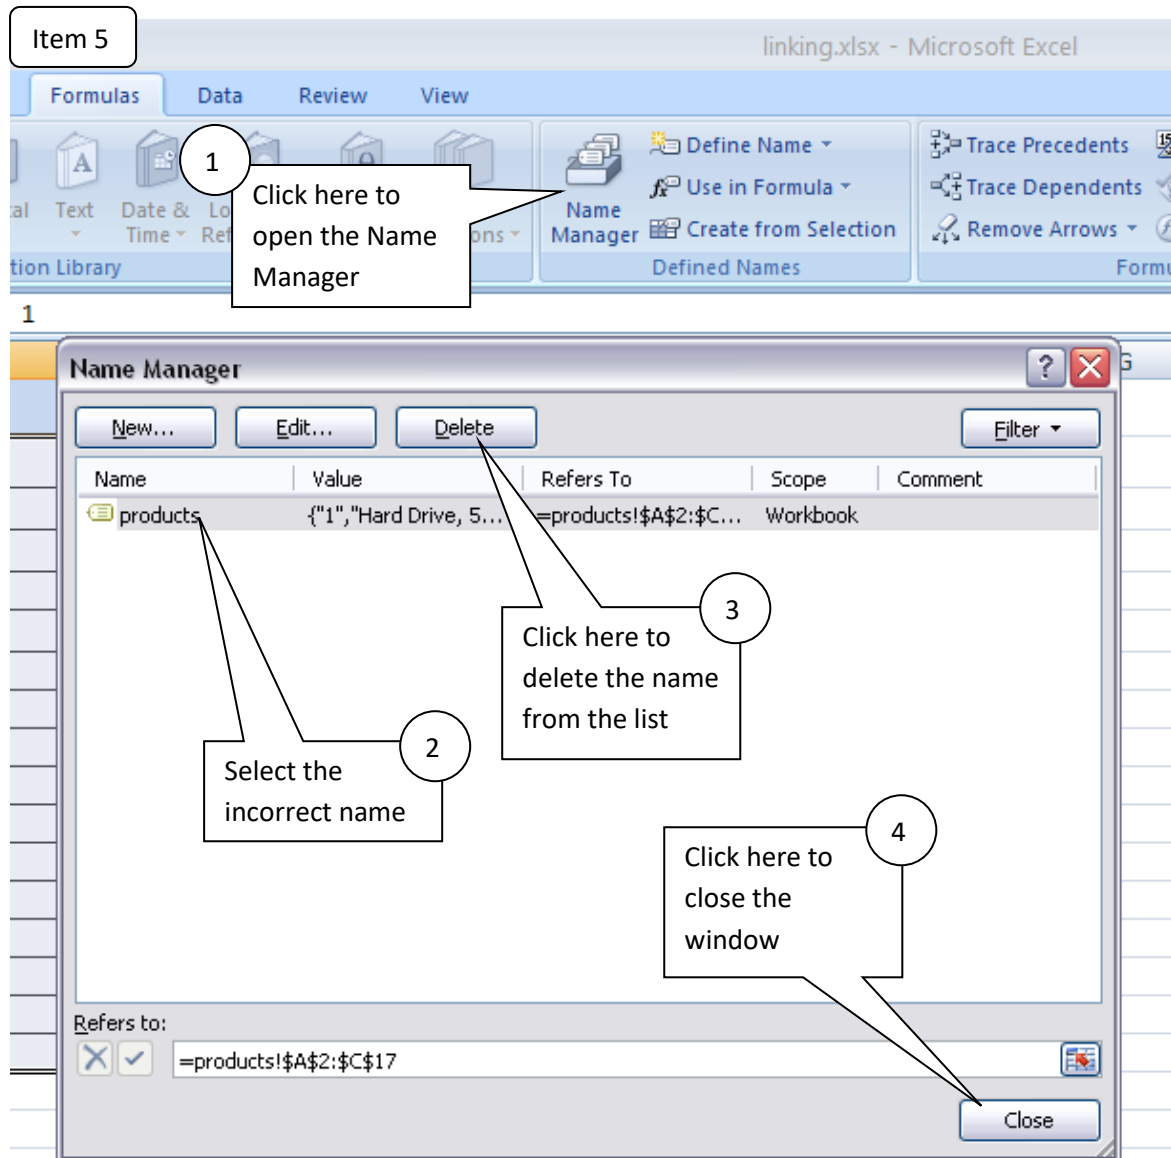 Item 5
linking.xlsx - Microsoft Excel
Formulas Data Review View
1
Click here to
open the Name
Manager
Text
Date &
Time
Name
Manager
Define Name
Use in Formula
Create from Selection
Defined Names
Trace Precedents
Trace Dependents
Remove Arrows
1
G
Name Manager
New... Edit... Delete Filter
Name Value Refers To Scope Comment
products {"1","Hard Drive, 5... =products!$A$2:$C... Workbook
3
Click here to
delete the name
from the list
2
Select the
incorrect name
4
Click here to
close the
window
Refers to:
=products!$A$2:$C$17
Close